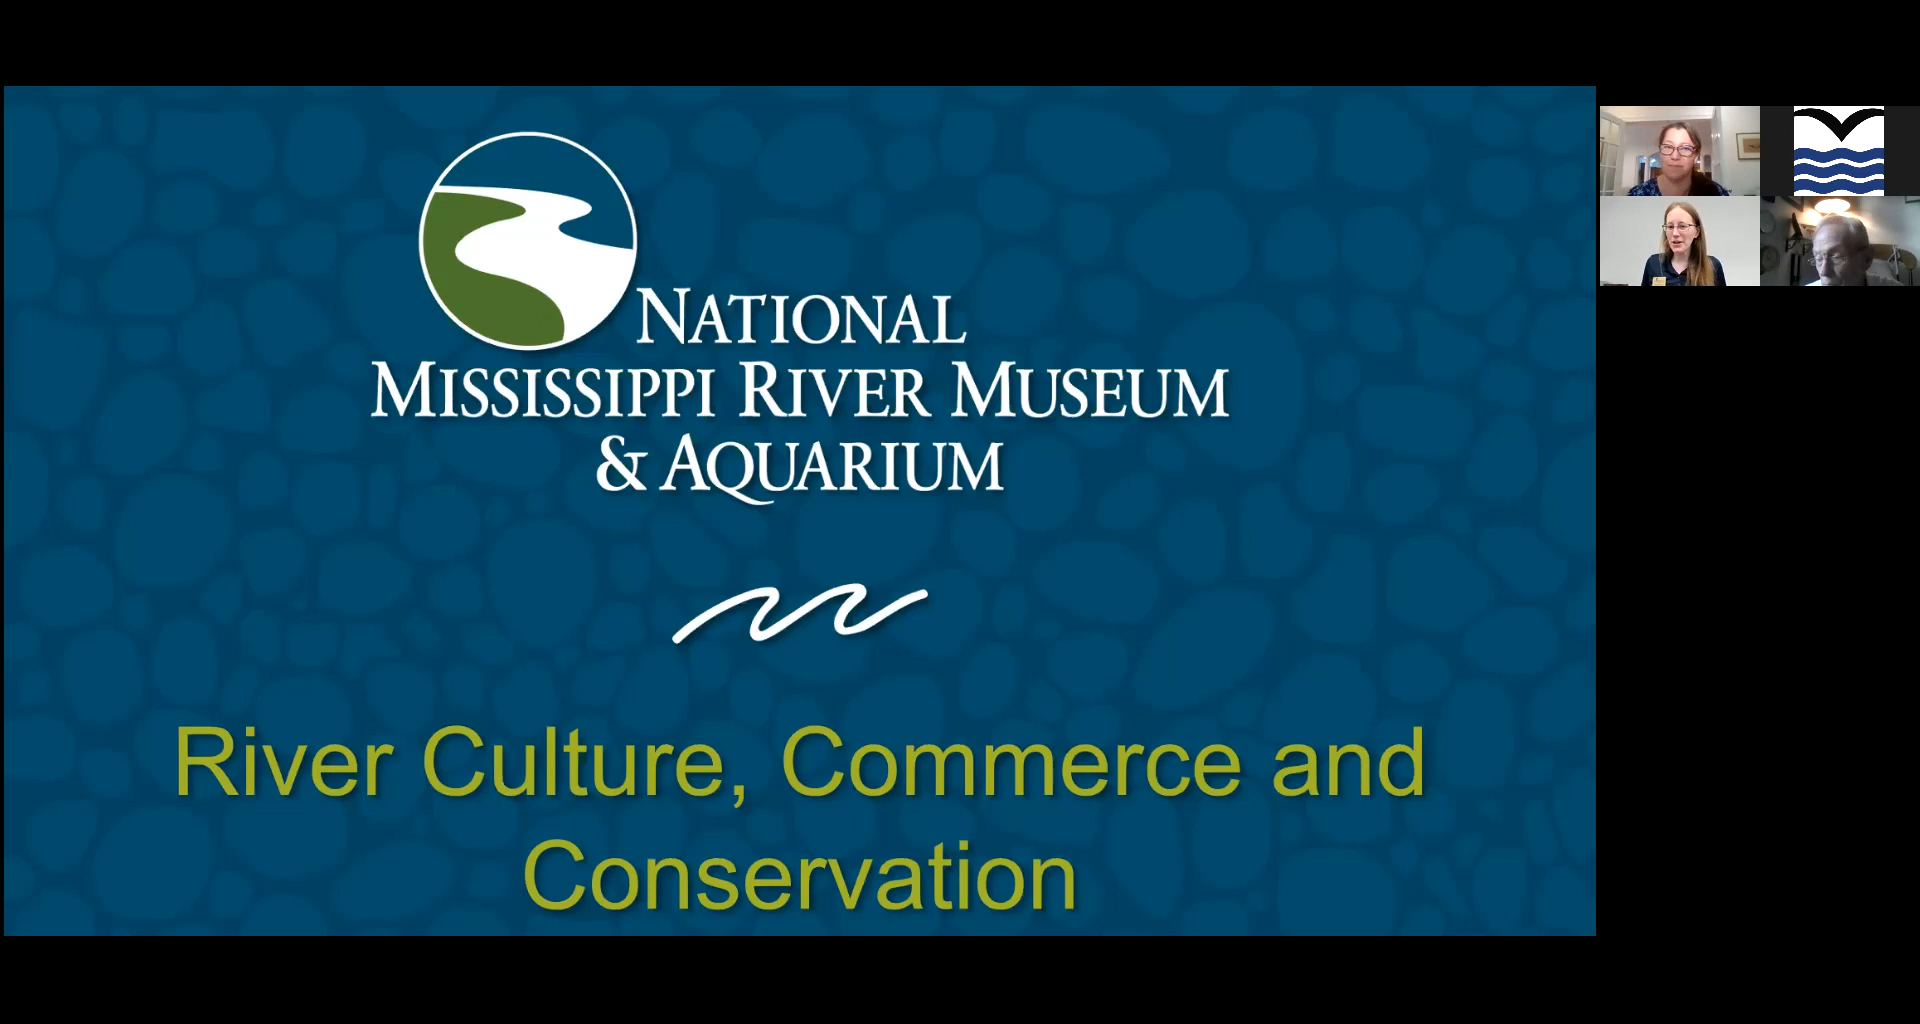 NATIONAL
MISSISSIPPI RIVER MUSEUM
& AQUARIUM
River Culture, Commerce and
Conservation